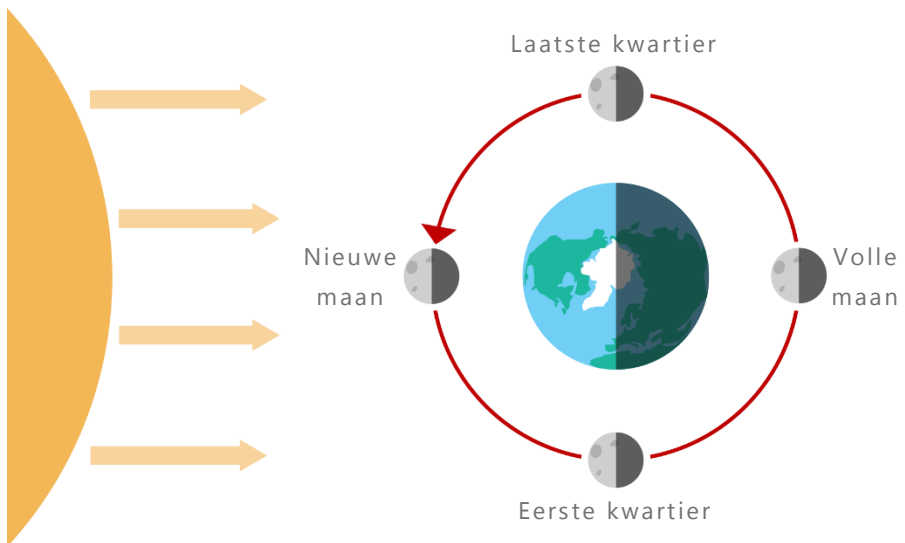 Laatste kwartier
Nieuwe
maan
Volle
maan
Eerste kwartier